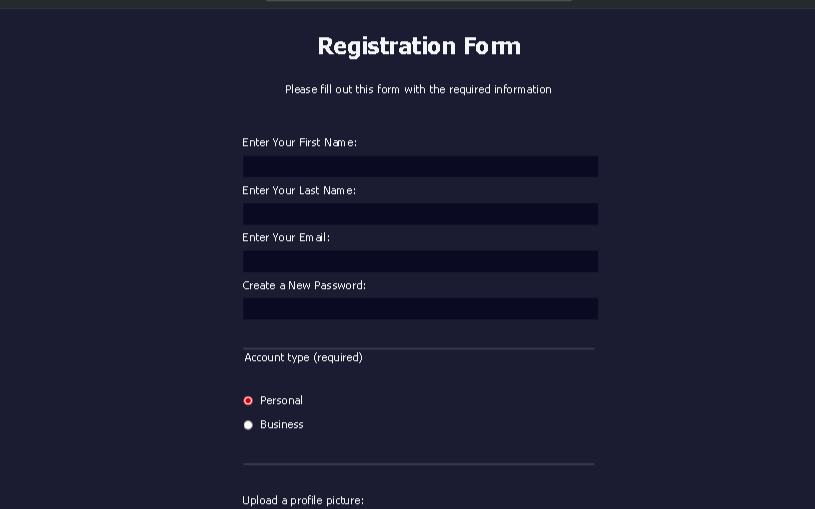 Registration Form
Please fill out this form with the required information
Enter Your First Name:
Enter Your Last Name:
Enter Your Email:
Create a New Password:
Account type (required)
Personal
Business
Upload a profile picture: